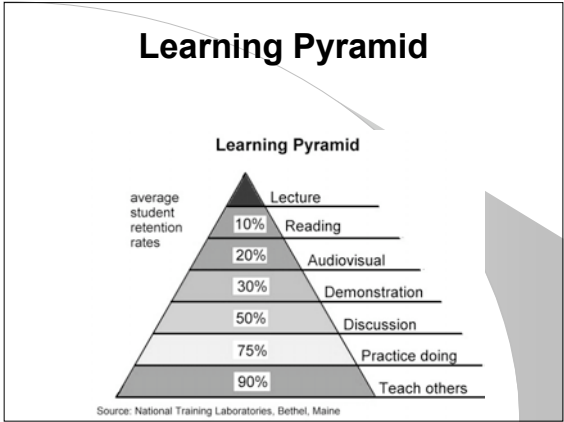 Learning Pyramid
Learning Pyramid
average
student
retention
rates
Lecture
10% Reading
20% Audiovisual
30% Demonstration
50% Discussion
75% Practice doing
90% Teach others
Source: National Training Laboratories, Bethel, Maine